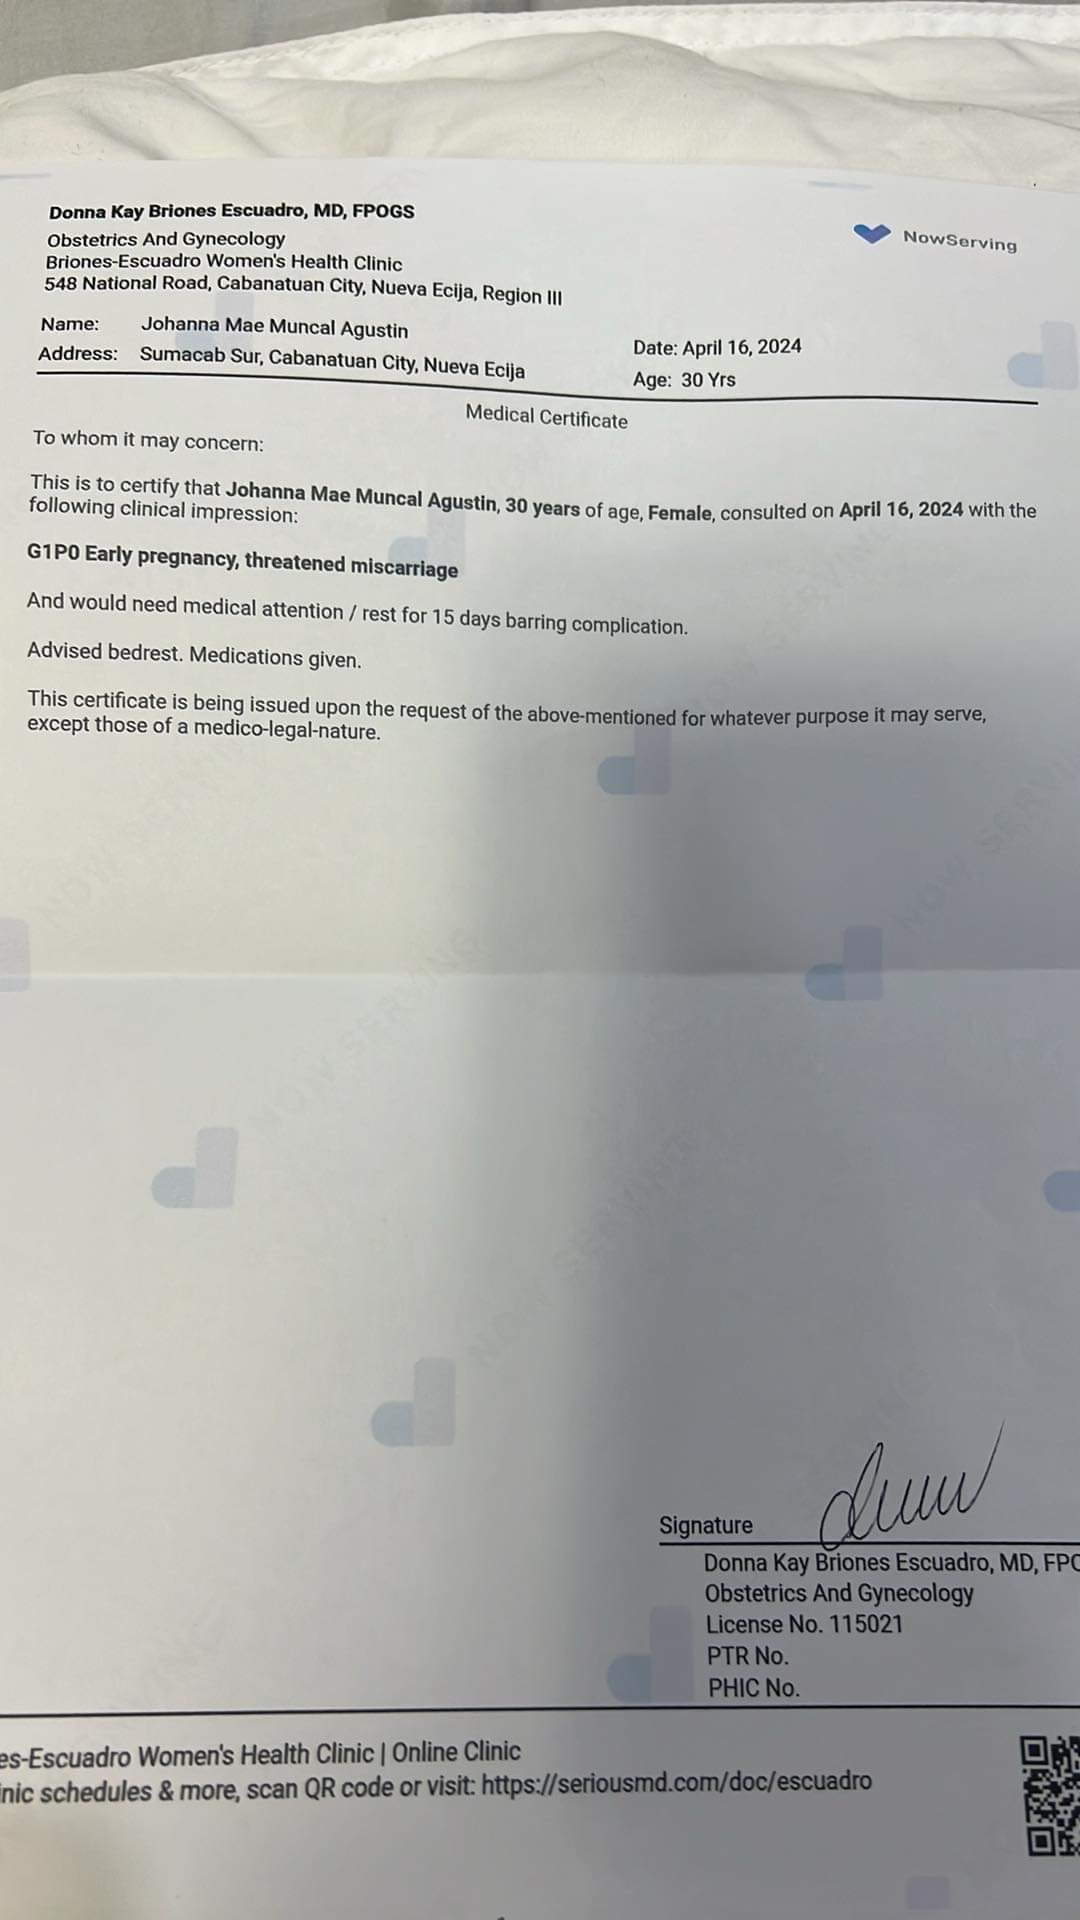 Donna Kay Briones Escuadro, MD, FPOGS
Obstetrics And Gynecology
Briones-Escuadro Women's Health Clinic
548 National Road, Cabanatuan City, Nueva Ecija, Region III
NowServing
Name: Johanna Mae Muncal Agustin
Address: Sumacab Sur, Cabanatuan City, Nueva Ecija
Date: April 16, 2024
Age: 30 Yrs
Medical Certificate
To whom it may concern:
This is to certify that Johanna Mae Muncal Agustin, 30 years of age, Female, consulted on April 16, 2024 with the
following clinical impression:
G1P0 Early pregnancy, threatened miscarriage
And would need medical attention / rest for 15 days barring complication.
Advised bedrest. Medications given.
This certificate is being issued upon the request of the above-mentioned for whatever purpose it may serve,
except those of a medico-legal-nature.
Signature
Donna Kay Briones Escuadro, MD, FPO
Obstetrics And Gynecology
License No. 115021
PTR No.
PHIC No.
es-Escuadro Women's Health Clinic | Online Clinic
inic schedules & more, scan QR code or visit: https://seriousmd.com/doc/escuadro